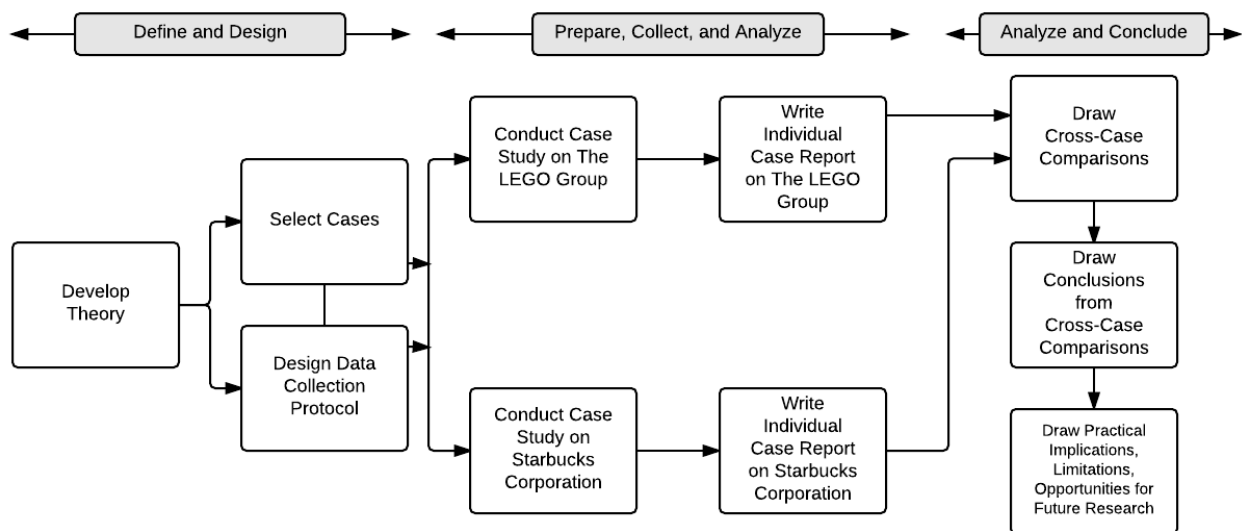 Define and Design
Prepare, Collect, and Analyze
Analyze and Conclude
Develop
Theory
Select Cases
Design Data
Collection
Protocol
Conduct Case
Study on The
LEGO Group
Write
Individual
Case Report
on The LEGO
Group
Conduct Case
Study on
Starbucks
Corporation
Write
Individual
Case Report
on Starbucks
Corporation
Draw
Cross-Case
Comparisons
Draw
Conclusions
from
Cross-Case
Comparisons
Draw Practical
Implications,
Limitations,
Opportunities for
Future Research